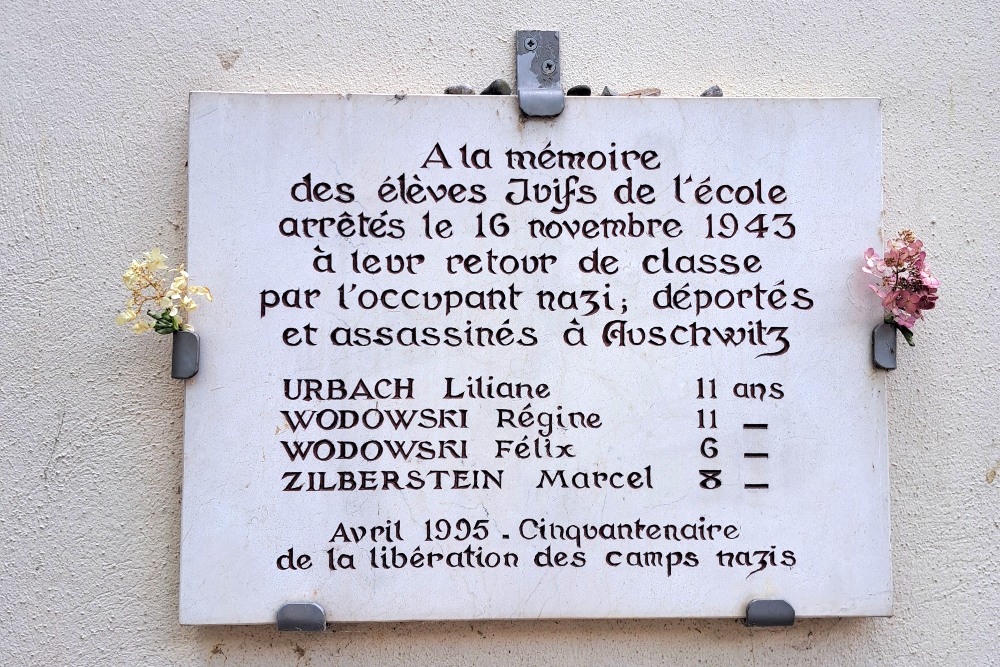 A la mémoire
des élèves Juifs de l'école
arrêtés le 16 novembre 1943
à leur retour de classe
par l'occupant nazi; déportés
et assassinés à Auschwitz
URBACH Liliane 11 ans
WODOWSKI Régine 11 —
WODOWSKI Félix 6 —
ZILBERSTEIN Marcel 8 —
Avril 1995 - Cinquantenaire
de la libération des camps nazis